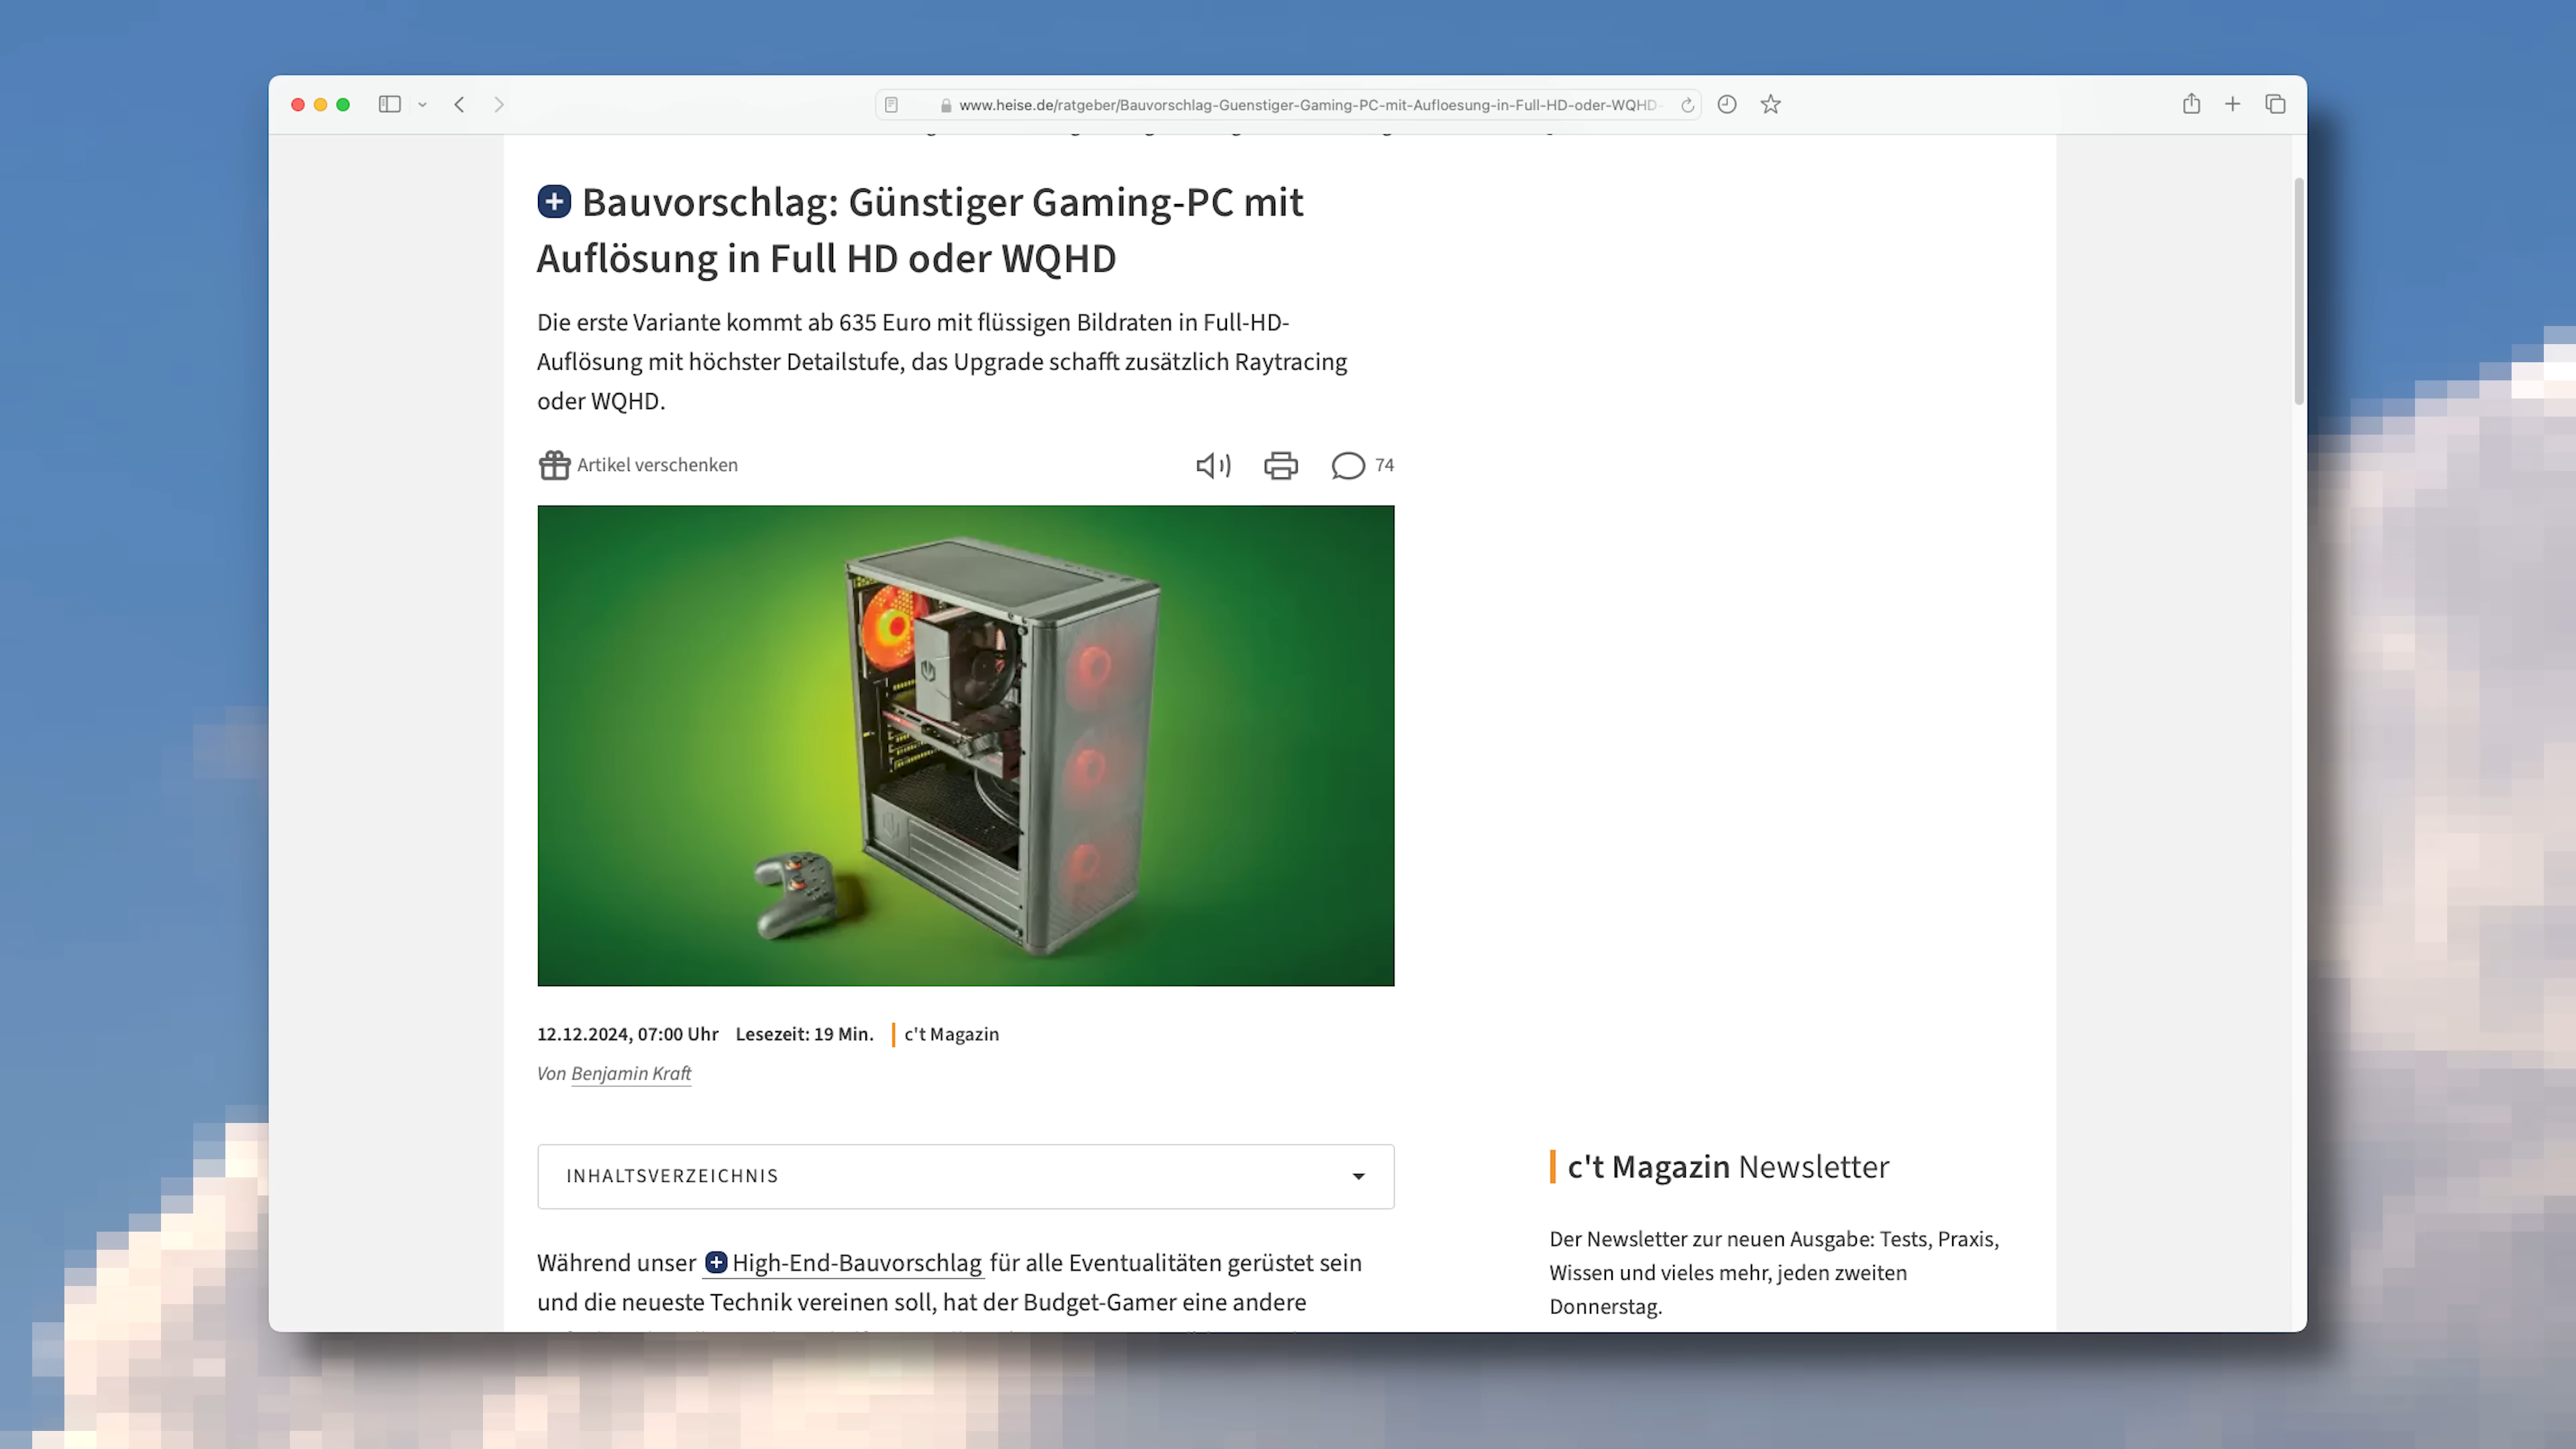 www.heise.de/ratgeber/Bauvorschlag-Guenstiger-Gaming-PC-mit-Aufloesung-in-Full-HD-oder-WQHD-
Bauvorschlag: Günstiger Gaming-PC mit
Auflösung in Full HD oder WQHD
Die erste Variante kommt ab 635 Euro mit flüssigen Bildraten in Full-HD-
Auflösung mit höchster Detailstufe, das Upgrade schafft zusätzlich Raytracing
oder WQHD.
Artikel verschenken
74
12.12.2024, 07:00 Uhr Lesezeit: 19 Min. c't Magazin
Von Benjamin Kraft
INHALTSVERZEICHNIS
Während unser High-End-Bauvorschlag für alle Eventualitäten gerüstet sein
und die neueste Technik vereinen soll, hat der Budget-Gamer eine andere
c't Magazin Newsletter
Der Newsletter zur neuen Ausgabe: Tests, Praxis,
Wissen und vieles mehr, jeden zweiten
Donnerstag.